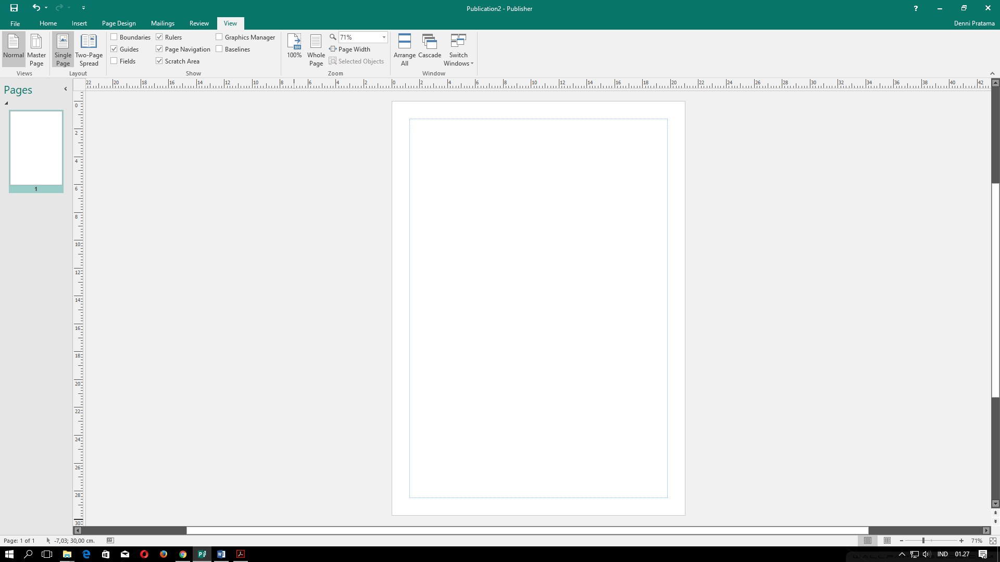 Publication2 - Publisher
?
File Home Insert Page Design Mailings Review View Denni Pratama
Normal Master Page Single Page Two-Page Spread
Boundaries Rulers Graphics Manager
Guides Page Navigation Baselines
Fields Scratch Area
100% Whole Page 71%
Page Width
Selected Objects
Arrange All Cascade Switch Windows
Views Layout Show Zoom Window
22 20 18 16 14 12 10 8 6 4 2 0 2 4 6 8 10 12 14 16 18 20 22 24 26 28 30 32 34 36 38 40 42
Pages
1
0
2
4
6
8
10
12
14
16
18
20
22
24
26
28
30
Page: 1 of 1 -7,03; 30,00 cm. 71%
IND 01.27